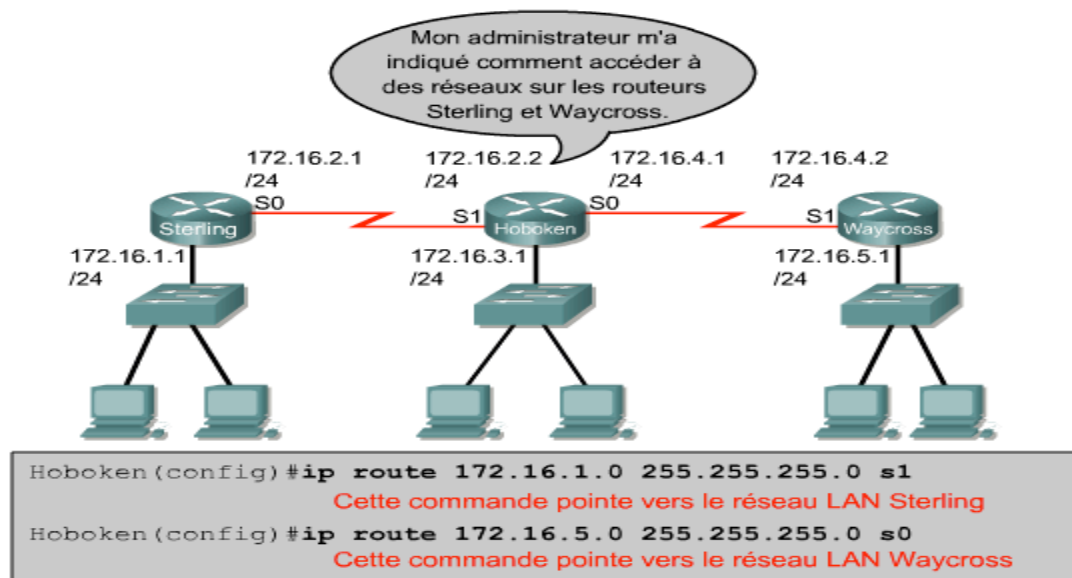 Mon administrateur m'a
indiqué comment accéder à
des réseaux sur les routeurs
Sterling et Waycross.
172.16.2.1
/24
172.16.2.2
/24
172.16.4.1
/24
172.16.4.2
/24
S0
S1
S0
S1
Sterling
Hoboken
Waycross
172.16.1.1
/24
172.16.3.1
/24
172.16.5.1
/24
Hoboken(config)#ip route 172.16.1.0 255.255.255.0 s1
Cette commande pointe vers le réseau LAN Sterling
Hoboken(config)#ip route 172.16.5.0 255.255.255.0 s0
Cette commande pointe vers le réseau LAN Waycross